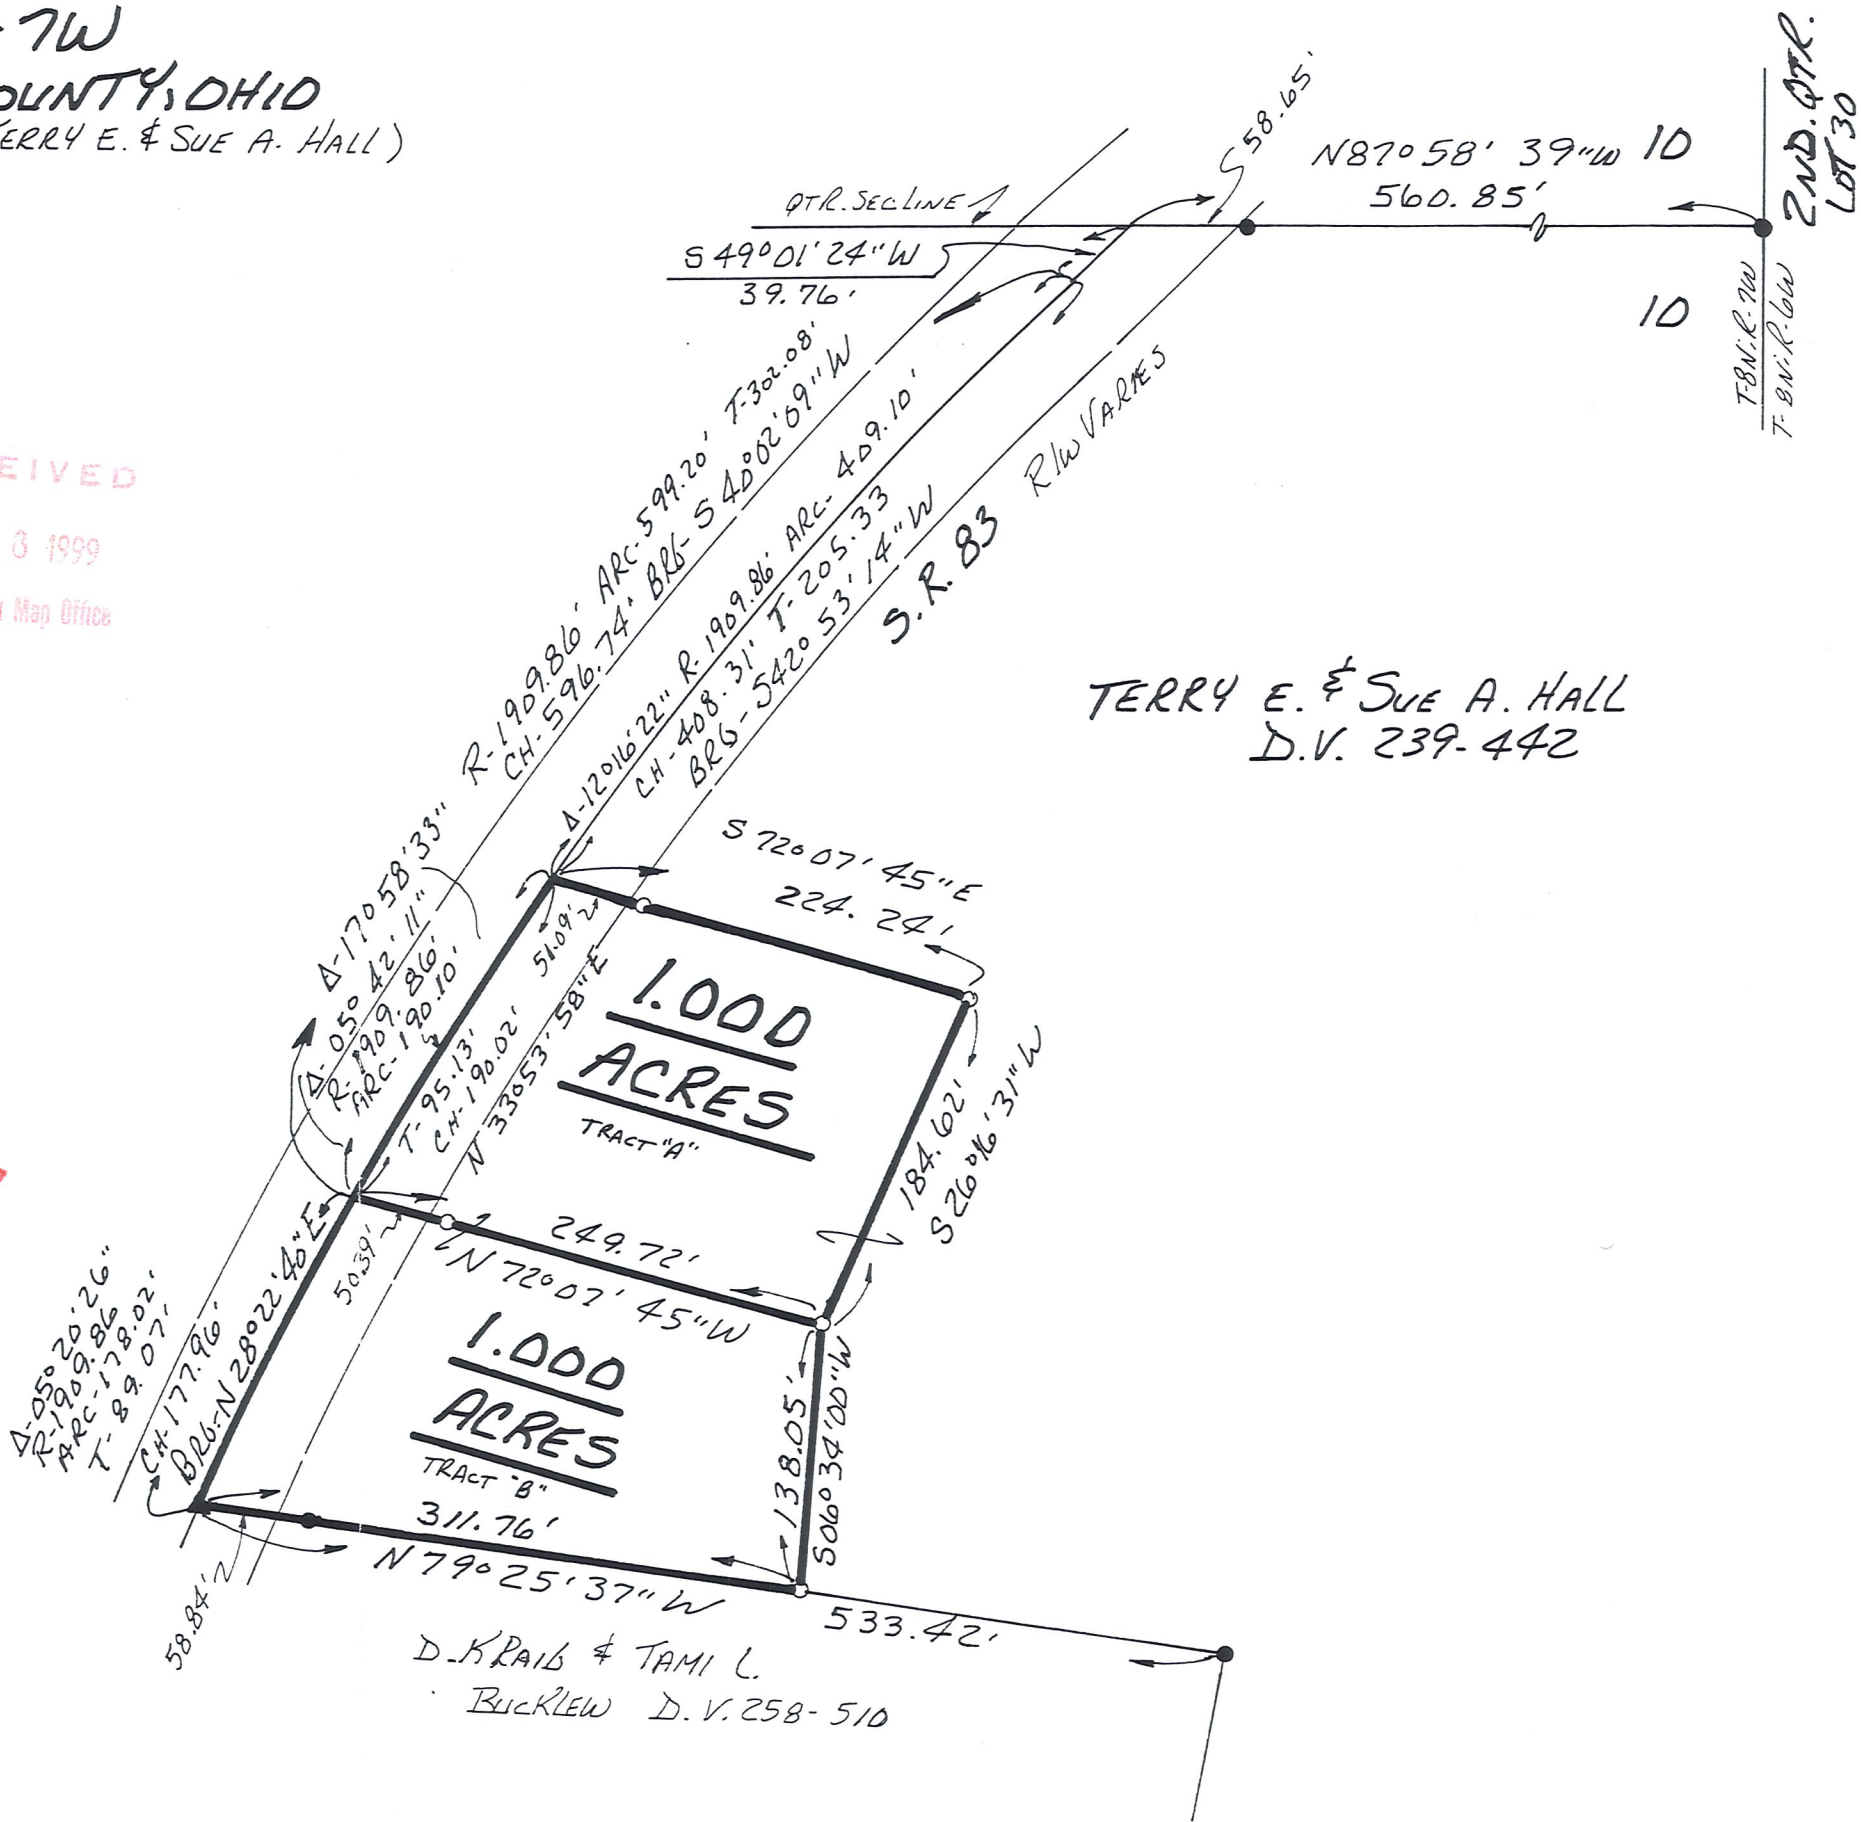 7W
OUNTY, OHIO
ERRY E. & SUE A. HALL)
EIVED
3 1999
Map Office
2ND. QTR.
LOT 30
10
10
T-8N; R-7W
T-8N; R-6W
N87°58' 39"W
560.85'
58.65'
QTR. SEC LINE
S 49°01'24"W
39.76'
Δ-17°58'33" R-1909.86' ARC-599.20' T-302.08'
CH-596.74' BRG-S 40°02'09"W
Δ-12°16'22" R-1909.86' ARC-409.10'
CH-408.31' T-205.33
BRG-S42°53'14"W
S.R. 83 R/W VARIES
TERRY E. & SUE A. HALL
D.V. 239-442
S 72°07'45"E
224.24'
51.09'
Δ-05°42'11"
R-1909.86'
ARC-190.10'
T-95.13'
CH-190.02'
N 33°53'58"E
1.000
ACRES
TRACT "A"
184.62'
S26°16'31"W
249.72'
N 72°07'45"W
50.39'
Δ-05°20'26"
R-1909.86
ARC-178.02'
T-89.07'
CH-177.96'
BRG-N28°22'40"E
1.000
ACRES
TRACT "B"
138.05'
S06°34'00"W
311.76'
N 79°25'37"W
58.84'
533.42'
D. KRAIG & TAMI L.
BUCKLEW D.V. 258-510